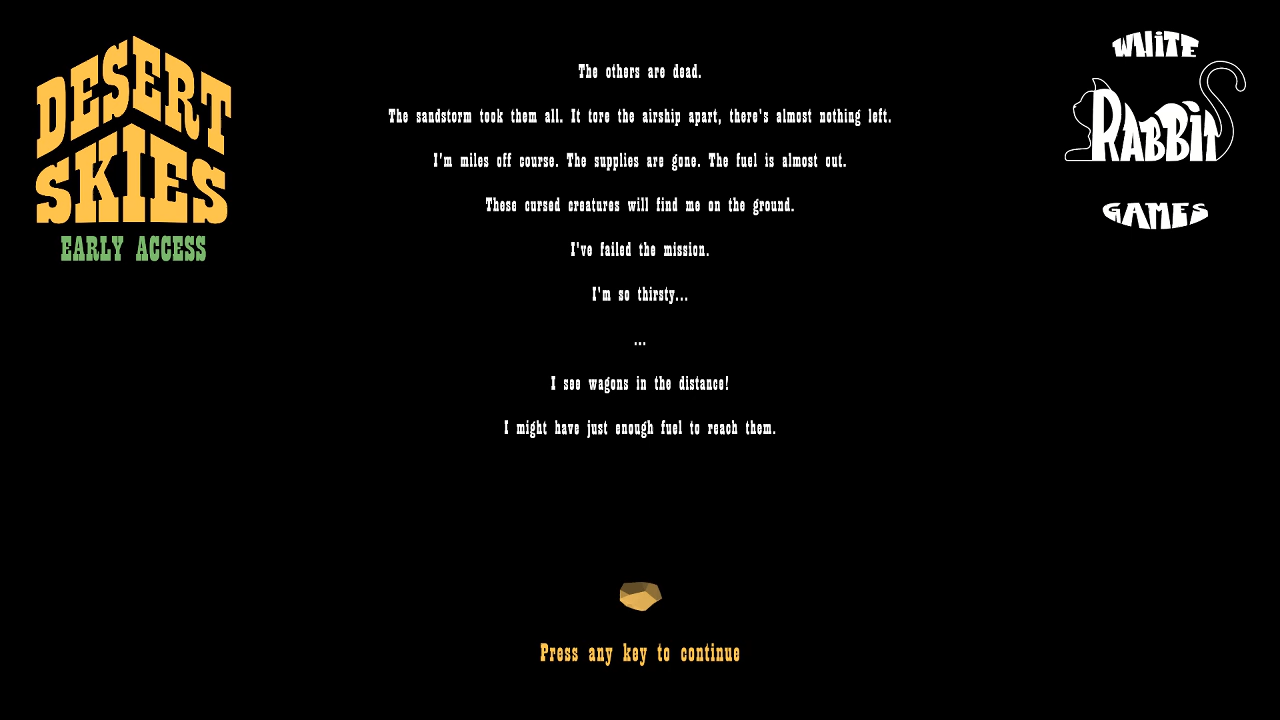 DESERT
SKIES
EARLY ACCESS
The others are dead.
The sandstorm took them all. It tore the airship apart, there's almost nothing left.
I'm miles off course. The supplies are gone. The fuel is almost out.
These cursed creatures will find me on the ground.
I've failed the mission.
I'm so thirsty...
...
I see wagons in the distance!
I might have just enough fuel to reach them.
WHITE
RABBIT
GAMES
Press any key to continue